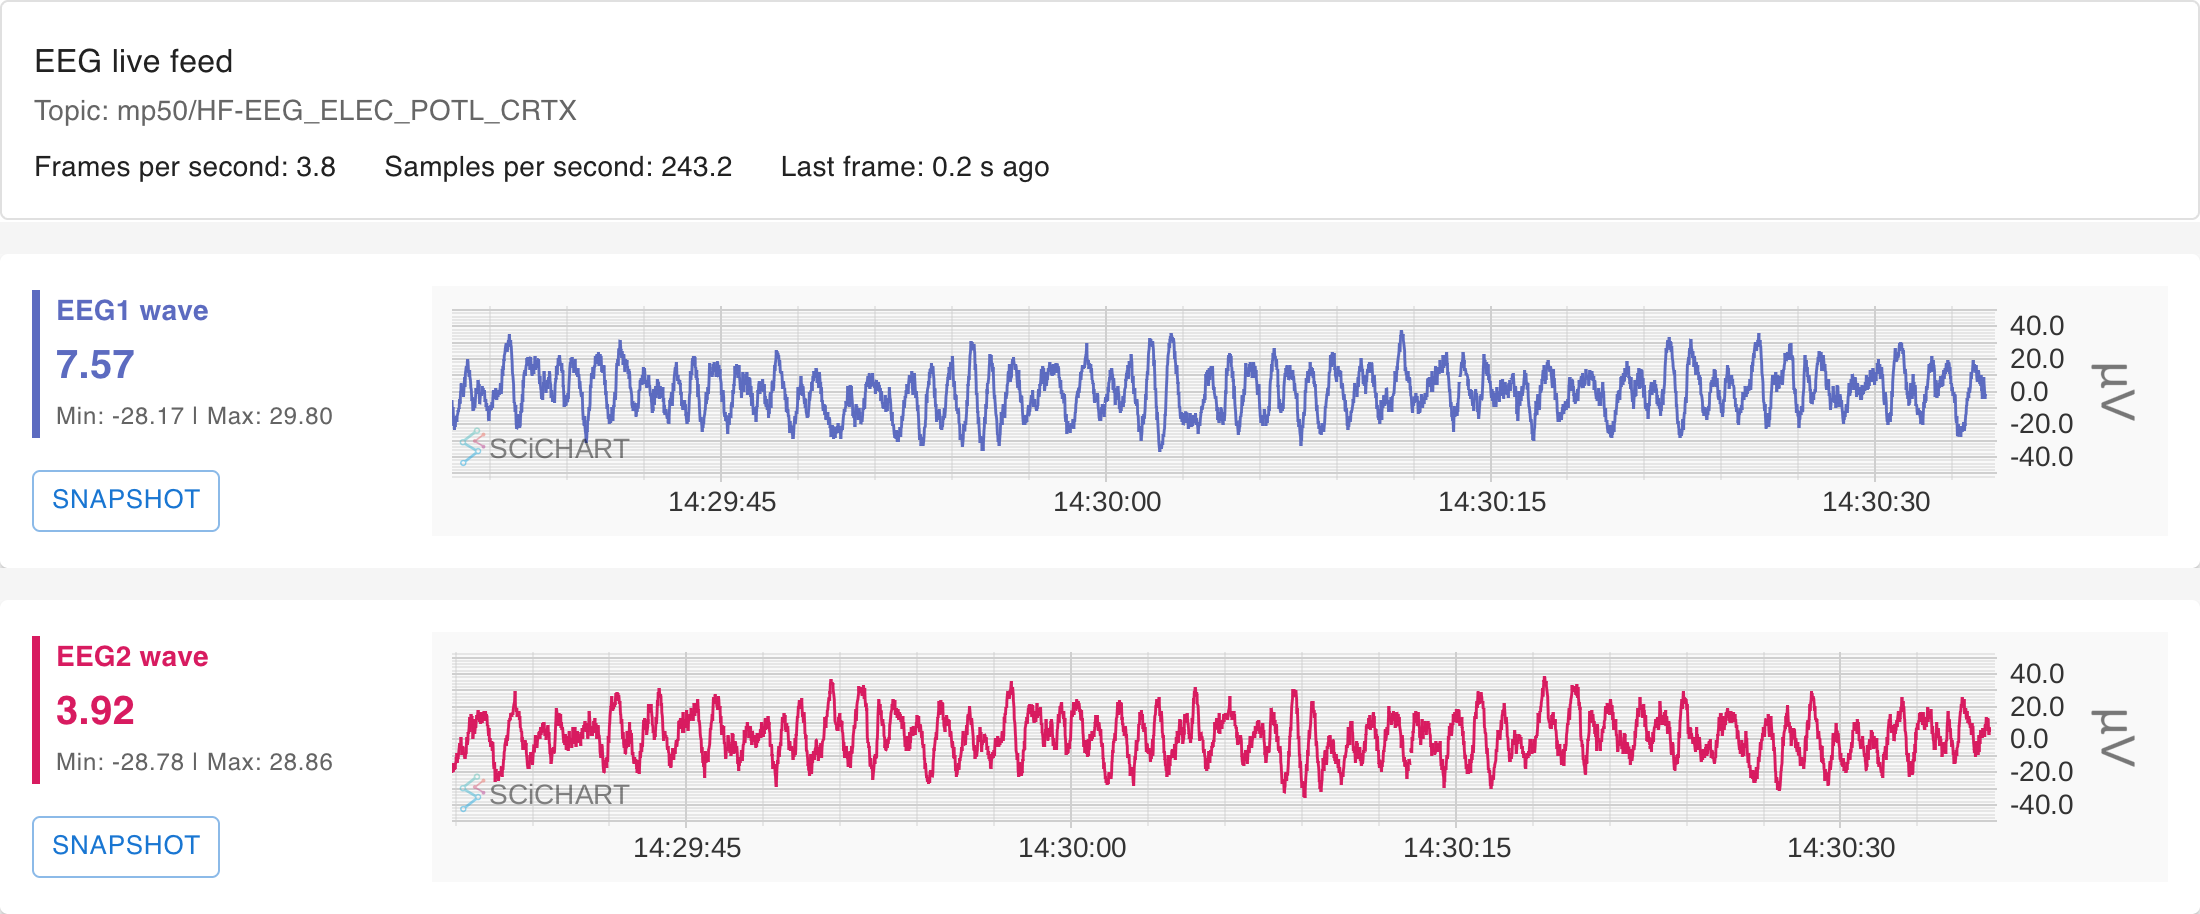 EEG live feed
Topic: mp50/HF-EEG_ELEC_POTL_CRTX
Frames per second: 3.8 Samples per second: 243.2 Last frame: 0.2 s ago
EEG1 wave
7.57
Min: -28.17 | Max: 29.80
SNAPSHOT
SCiCHART
40.0
20.0
0.0
-20.0
-40.0
µV
14:29:45 14:30:00 14:30:15 14:30:30
EEG2 wave
3.92
Min: -28.78 | Max: 28.86
SNAPSHOT
SCiCHART
40.0
20.0
0.0
-20.0
-40.0
µV
14:29:45 14:30:00 14:30:15 14:30:30